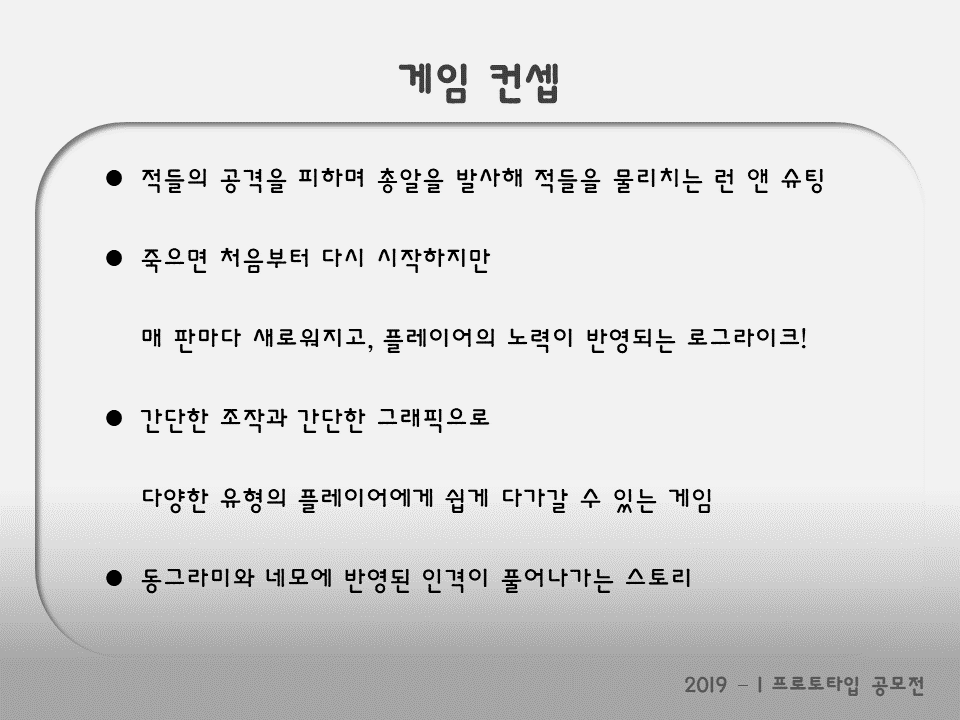 게임 컨셉
● 적들의 공격을 피하며 총알을 발사해 적들을 물리치는 런 앤 슈팅
● 죽으면 처음부터 다시 시작하지만
매 판마다 새로워지고, 플레이어의 노력이 반영되는 로그라이크!
● 간단한 조작과 간단한 그래픽으로
다양한 유형의 플레이어에게 쉽게 다가갈 수 있는 게임
● 동그라미와 네모에 반영된 인격이 풀어나가는 스토리
2019 – 1 프로토타입 공모전